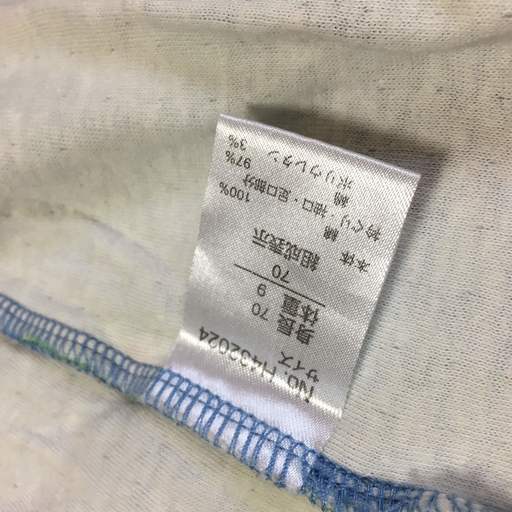 NO. H432024
サイズ
身長 70
体重 9
70
組成表示
本体 綿 100%
衿ぐり・袖口・足口部分
綿 97%
ポリウレタン 3%